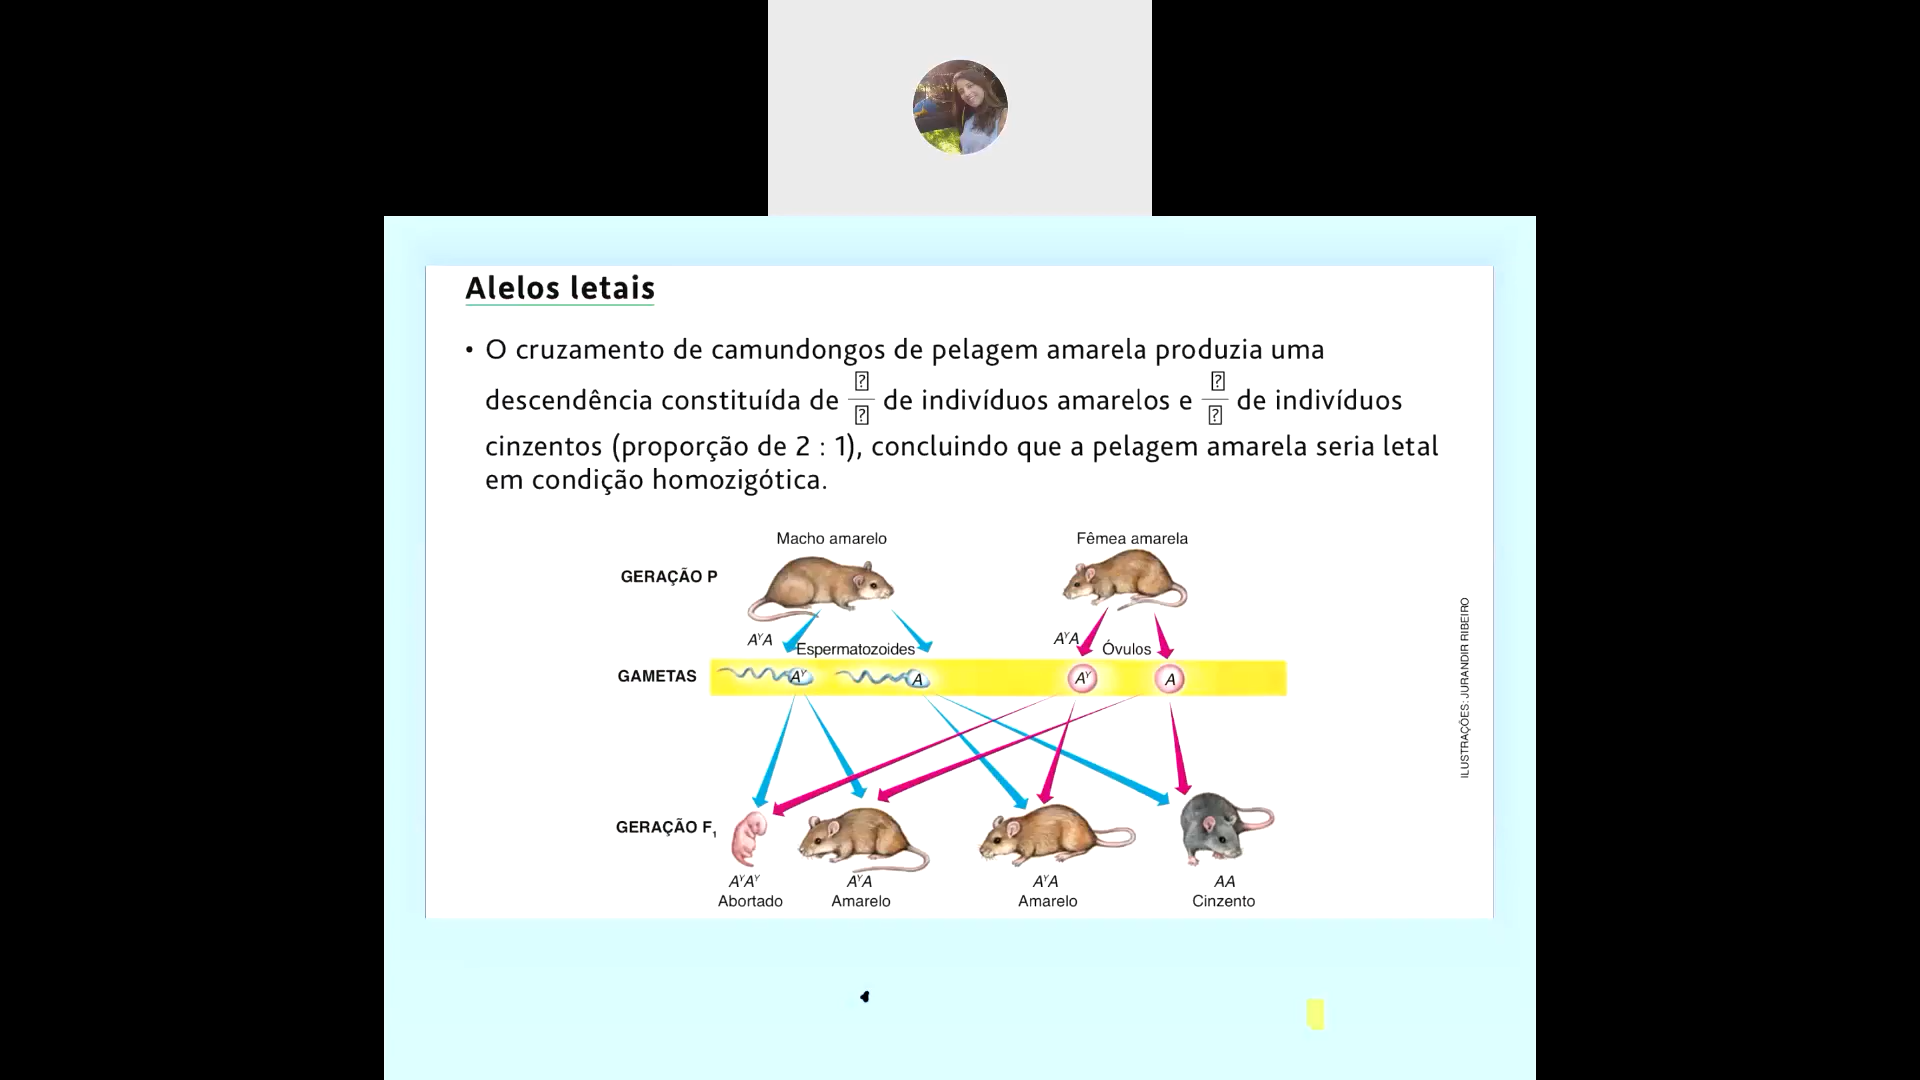 Alelos letais
• O cruzamento de camundongos de pelagem amarela produzia uma
descendência constituída de ?/? de indivíduos amarelos e ?/? de indivíduos
cinzentos (proporção de 2 : 1), concluindo que a pelagem amarela seria letal
em condição homozigótica.
Macho amarelo
Fêmea amarela
GERAÇÃO P
AʸA
Espermatozoides
AʸA
Óvulos
GAMETAS
Aʸ
A
Aʸ
A
GERAÇÃO F₁
AʸAʸ
AʸA
AʸA
AA
Abortado
Amarelo
Amarelo
Cinzento
ILUSTRAÇÕES: JURANDIR RIBEIRO